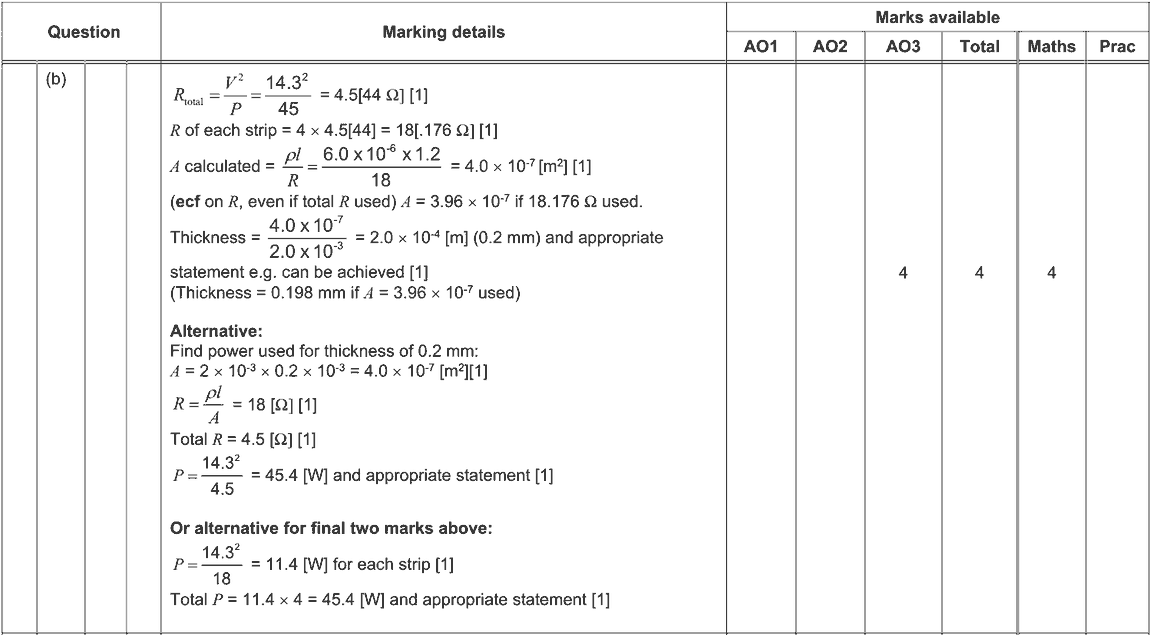 Question Marking details Marks available
AO1 AO2 AO3 Total Maths Prac
(b)
R_total = V²/P = 14.3²/45 = 4.5[44 Ω] [1]
R of each strip = 4 × 4.5[44] = 18[.176 Ω] [1]
A calculated = ρl/R = 6.0 x 10⁻⁶ x 1.2/18 = 4.0 × 10⁻⁷ [m²] [1]
(ecf on R, even if total R used) A = 3.96 × 10⁻⁷ if 18.176 Ω used.
Thickness = 4.0 x 10⁻⁷/2.0 x 10⁻³ = 2.0 × 10⁻⁴ [m] (0.2 mm) and appropriate
statement e.g. can be achieved [1] 4 4 4
(Thickness = 0.198 mm if A = 3.96 × 10⁻⁷ used)
Alternative:
Find power used for thickness of 0.2 mm:
A = 2 × 10⁻³ × 0.2 × 10⁻³ = 4.0 × 10⁻⁷ [m²][1]
R = ρl/A = 18 [Ω] [1]
Total R = 4.5 [Ω] [1]
P = 14.3²/4.5 = 45.4 [W] and appropriate statement [1]
Or alternative for final two marks above:
P = 14.3²/18 = 11.4 [W] for each strip [1]
Total P = 11.4 × 4 = 45.4 [W] and appropriate statement [1]